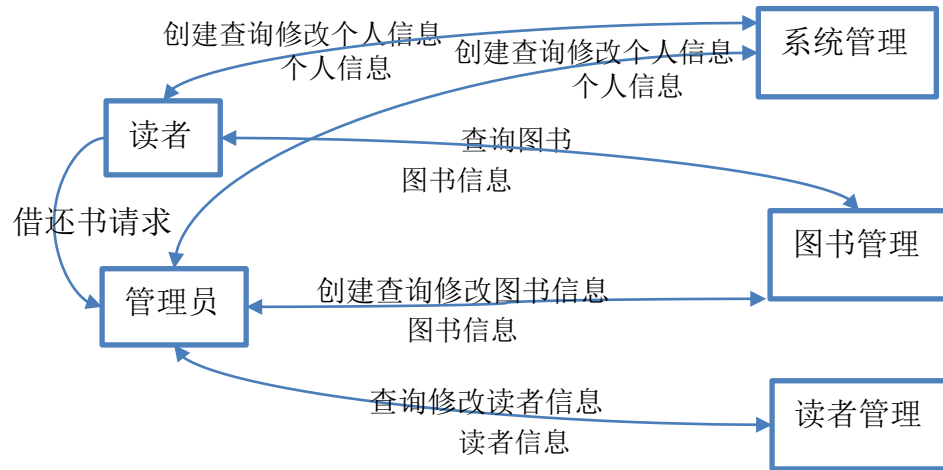 创建查询修改个人信息
个人信息
系统管理
创建查询修改个人信息
个人信息
读者
查询图书
图书信息
借还书请求
图书管理
管理员
创建查询修改图书信息
图书信息
查询修改读者信息
读者信息
读者管理